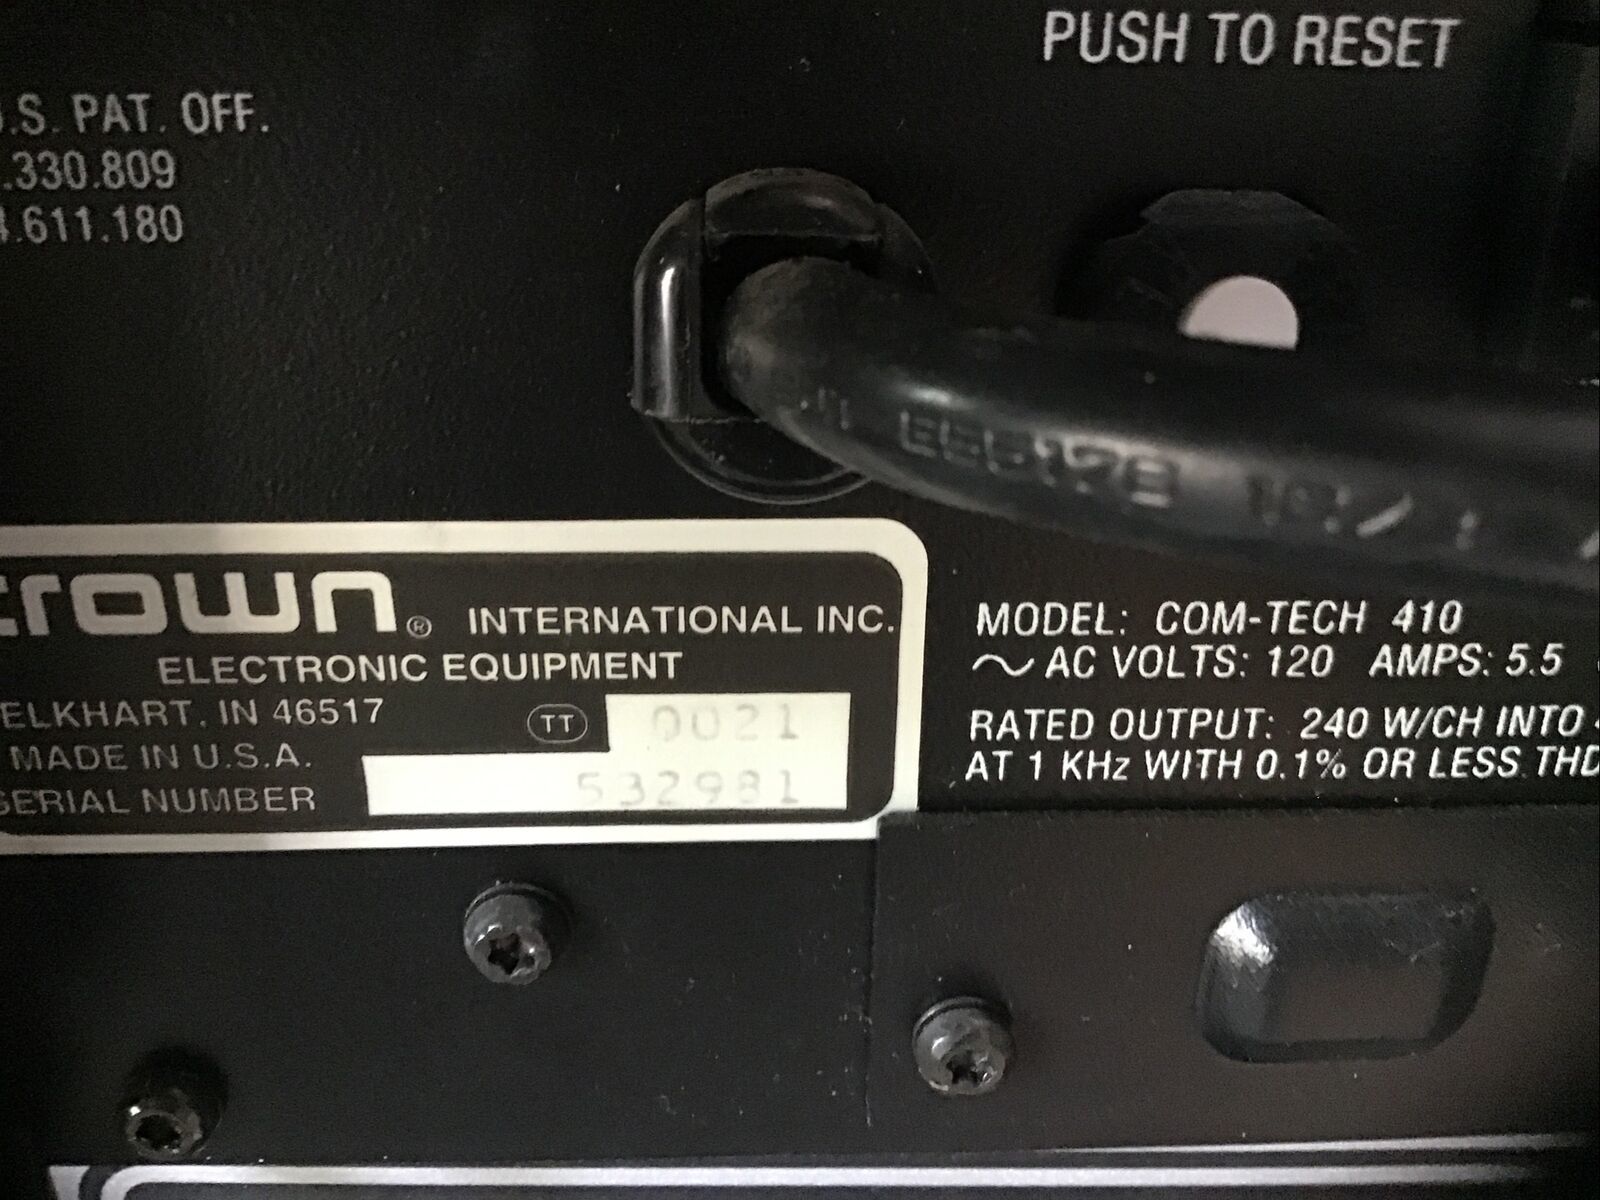 PUSH TO RESET
.S. PAT. OFF.
.330.809
4.611.180
EE5178
crown® INTERNATIONAL INC.
ELECTRONIC EQUIPMENT
ELKHART, IN 46517
TT 0021
MADE IN U.S.A.
SERIAL NUMBER 532981
MODEL: COM-TECH 410
~ AC VOLTS: 120 AMPS: 5.5
RATED OUTPUT: 240 W/CH INTO
AT 1 KHz WITH 0.1% OR LESS THD